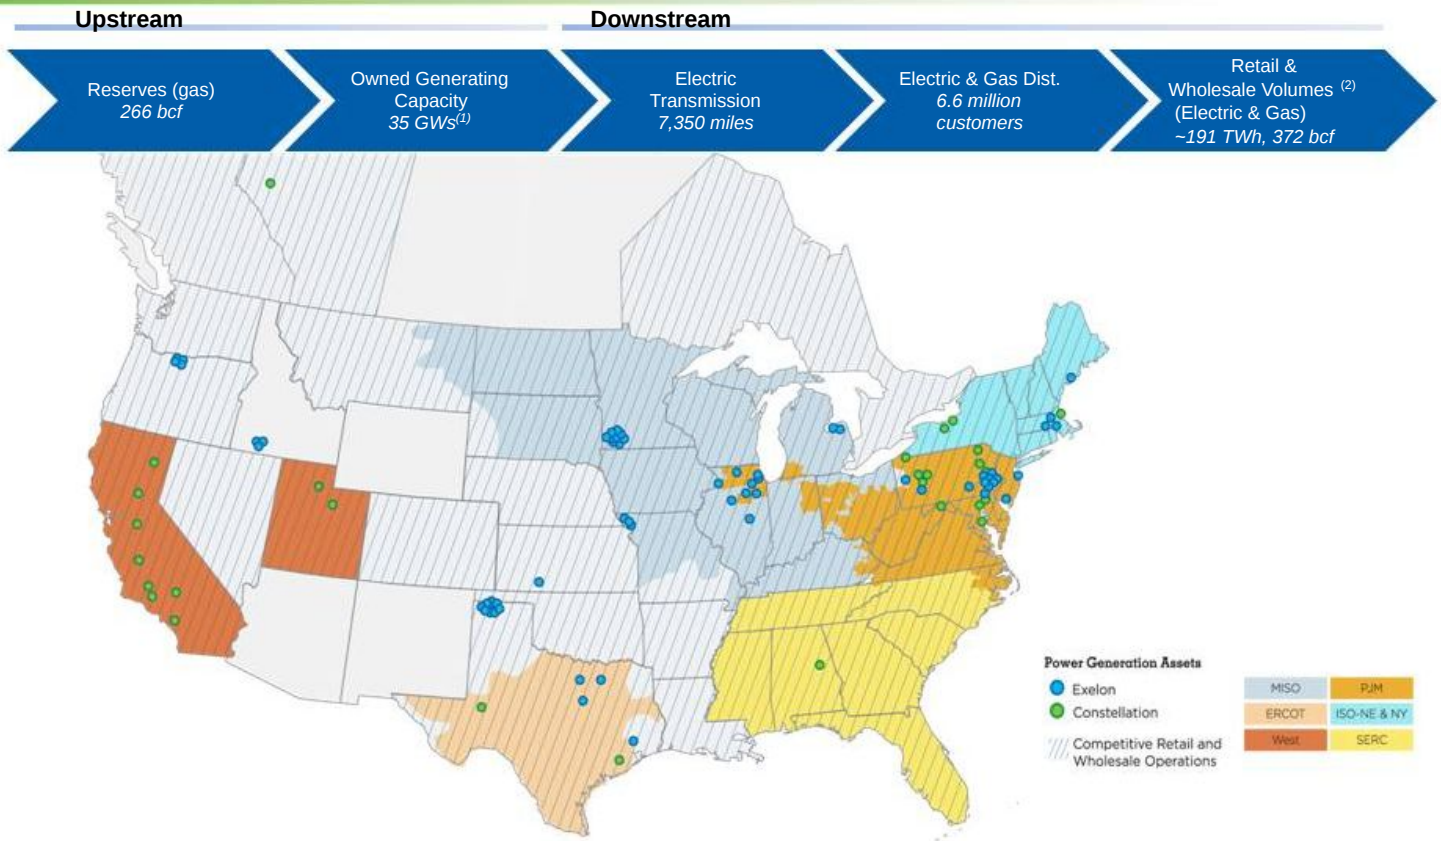 Upstream
Downstream
Reserves (gas)
266 bcf
Owned Generating
Capacity
35 GWs(1)
Electric
Transmission
7,350 miles
Electric & Gas Dist.
6.6 million
customers
Retail &
Wholesale Volumes (2)
(Electric & Gas)
~191 TWh, 372 bcf
Power Generation Assets
Exelon
Constellation
Competitive Retail and
Wholesale Operations
MISO
PJM
ERCOT
ISO-NE & NY
West
SERC